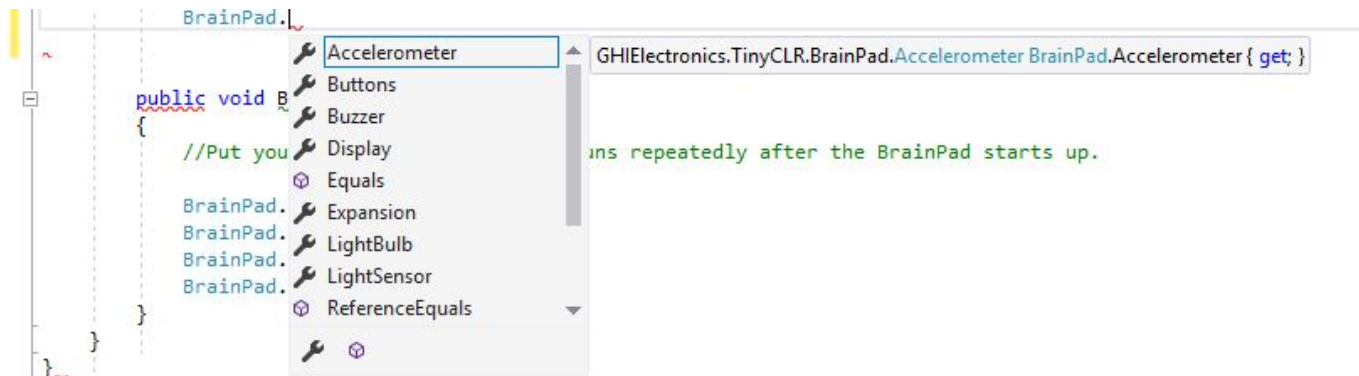 BrainPad.
Accelerometer
GHIElectronics.TinyCLR.BrainPad.Accelerometer BrainPad.Accelerometer { get; }
Buttons
public void B
Buzzer
{
//Put you
Display
uns repeatedly after the BrainPad starts up.
Equals
BrainPad.
Expansion
BrainPad.
LightBulb
BrainPad.
LightSensor
BrainPad.
ReferenceEquals
}
}
}